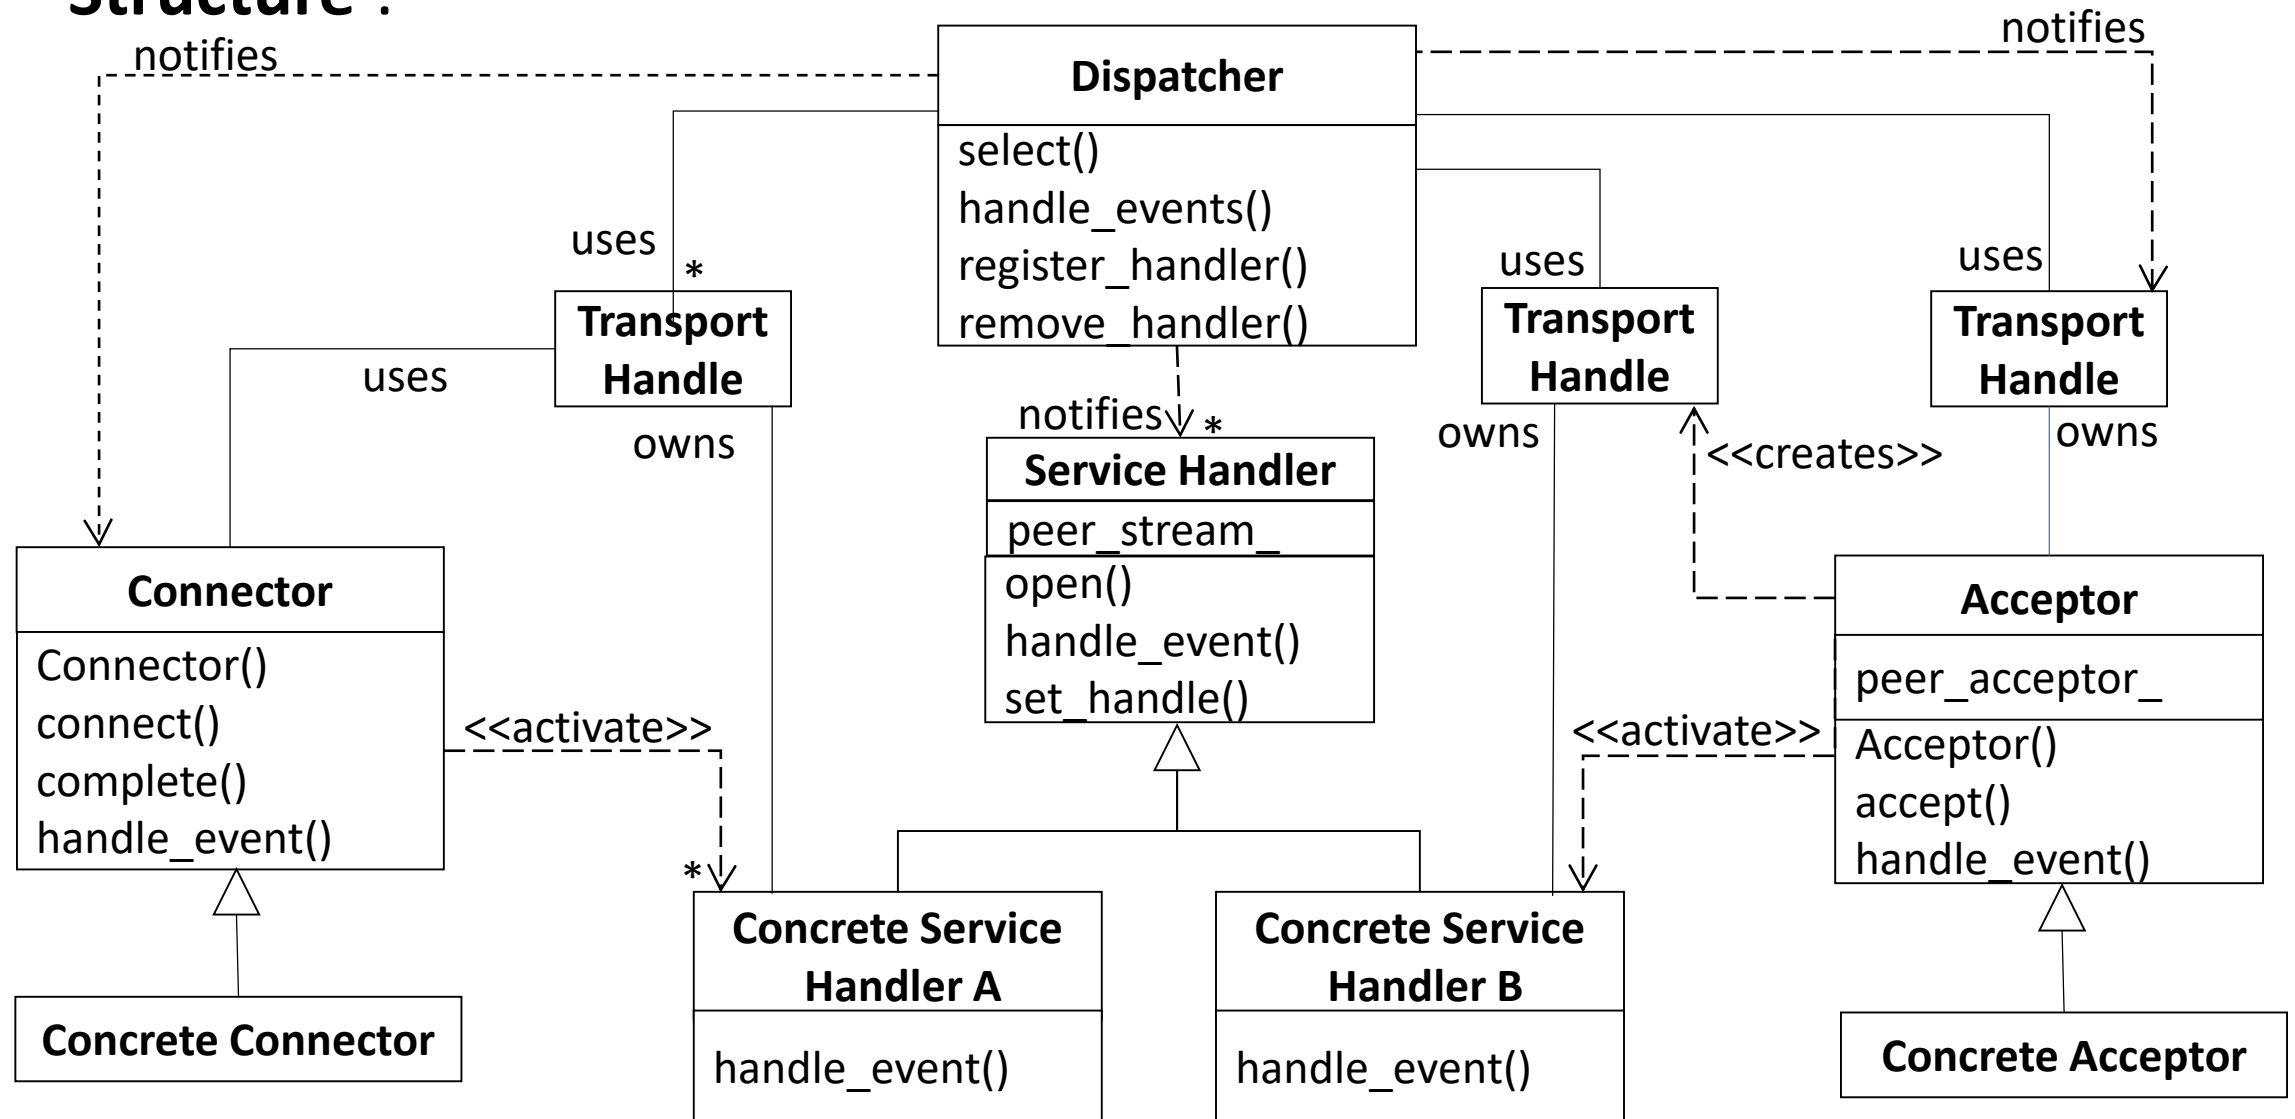 Structure :
notifies
notifies
Dispatcher
select()
handle_events()
register_handler()
remove_handler()
uses
*
uses
uses
Transport
Handle
Transport
Handle
Transport
Handle
uses
owns
notifies
*
owns
<<creates>>
owns
Service Handler
peer_stream_
open()
handle_event()
set_handle()
Connector
Connector()
connect()
complete()
handle_event()
<<activate>>
*
<<activate>>
Acceptor
peer_acceptor_
Acceptor()
accept()
handle_event()
Concrete Service
Handler A
handle_event()
Concrete Service
Handler B
handle_event()
Concrete Connector
Concrete Acceptor